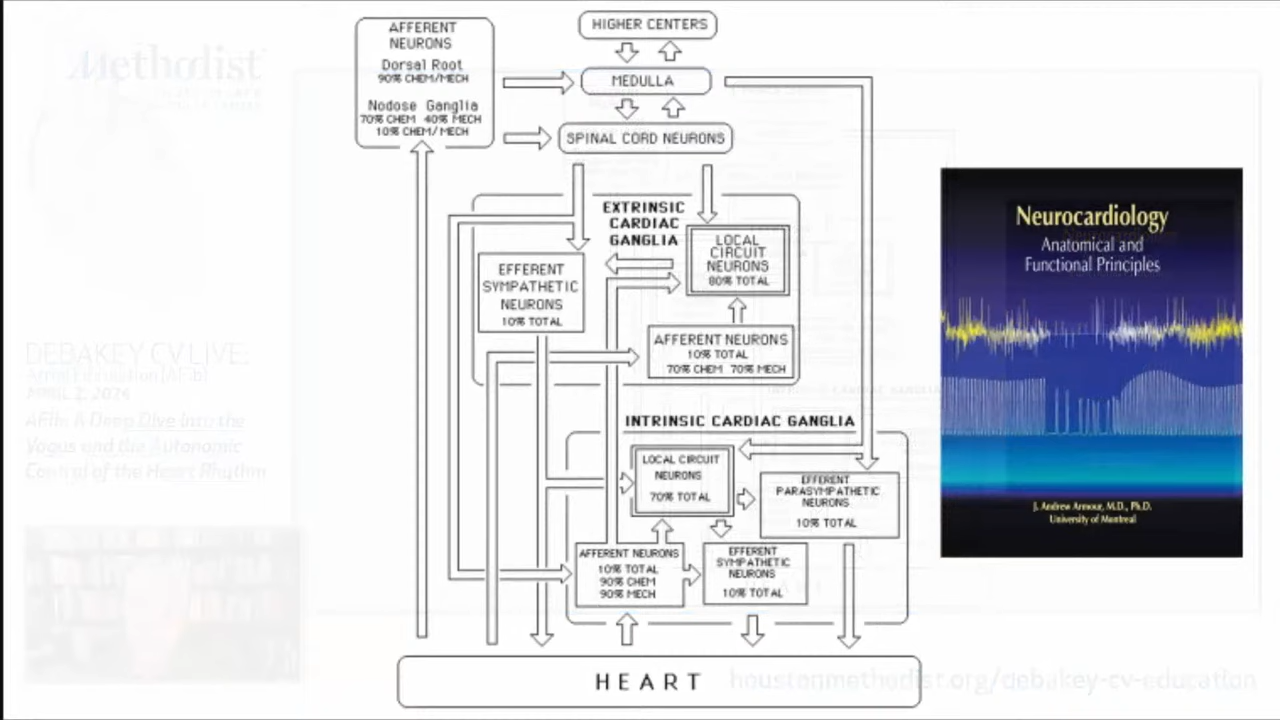 Methodist
AFFERENT
NEURONS
Dorsal Root
90% CHEM/MECH
Nodose Ganglia
70% CHEM 40% MECH
10% CHEM/MECH
HIGHER CENTERS
MEDULLA
SPINAL CORD NEURONS
EXTRINSIC
CARDIAC
GANGLIA
LOCAL
CIRCUIT
NEURONS
80% TOTAL
EFFERENT
SYMPATHETIC
NEURONS
10% TOTAL
AFFERENT NEURONS
10% TOTAL
70% CHEM 70% MECH
INTRINSIC CARDIAC GANGLIA
LOCAL CIRCUIT
NEURONS
70% TOTAL
EFFERENT
PARASYMPATHETIC
NEURONS
10% TOTAL
AFFERENT NEURONS
10% TOTAL
90% CHEM
90% MECH
EFFERENT
SYMPATHETIC
NEURONS
10% TOTAL
HEART
Neurocardiology
Anatomical and
Functional Principles
J. Andrew Armour, M.D., Ph.D.
University of Montreal
DEBAKEY CV LIVE:
Atrial Fibrillation (AFib)
AFib: A Deep Dive Into the
Vagus and the Autonomic
Control of the Heart Rhythm
houstonmethodist.org/debakey-cv-education